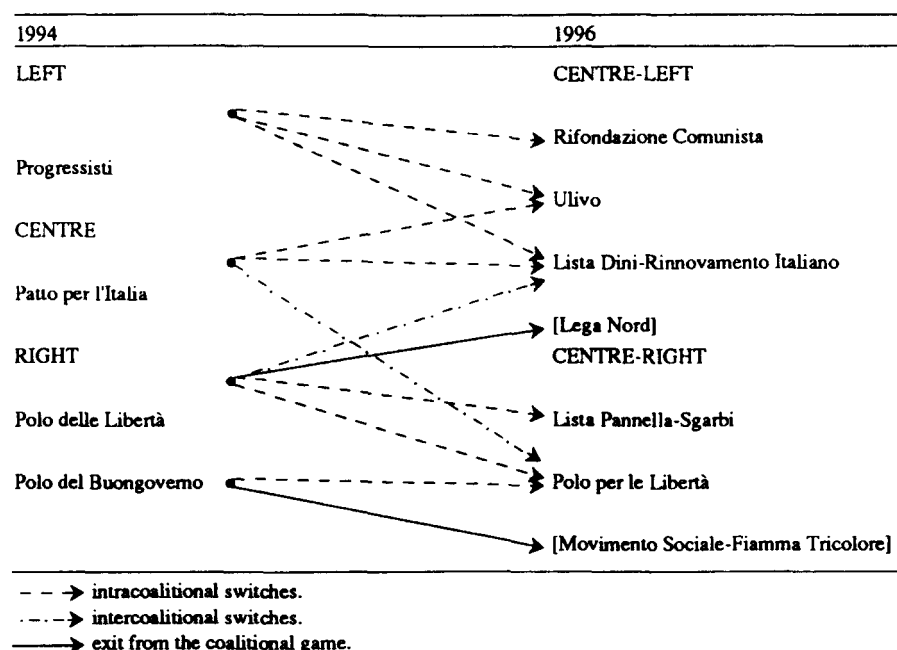 1994 1996
LEFT CENTRE-LEFT
Rifondazione Comunista
Progressisti
Ulivo
CENTRE
Lista Dini-Rinnovamento Italiano
Patto per l'Italia
[Lega Nord]
RIGHT CENTRE-RIGHT
Polo delle Libertà Lista Pannella-Sgarbi
Polo del Buongoverno Polo per le Libertà
[Movimento Sociale-Fiamma Tricolore]
intracoalitional switches.
intercoalitional switches.
exit from the coalitional game.